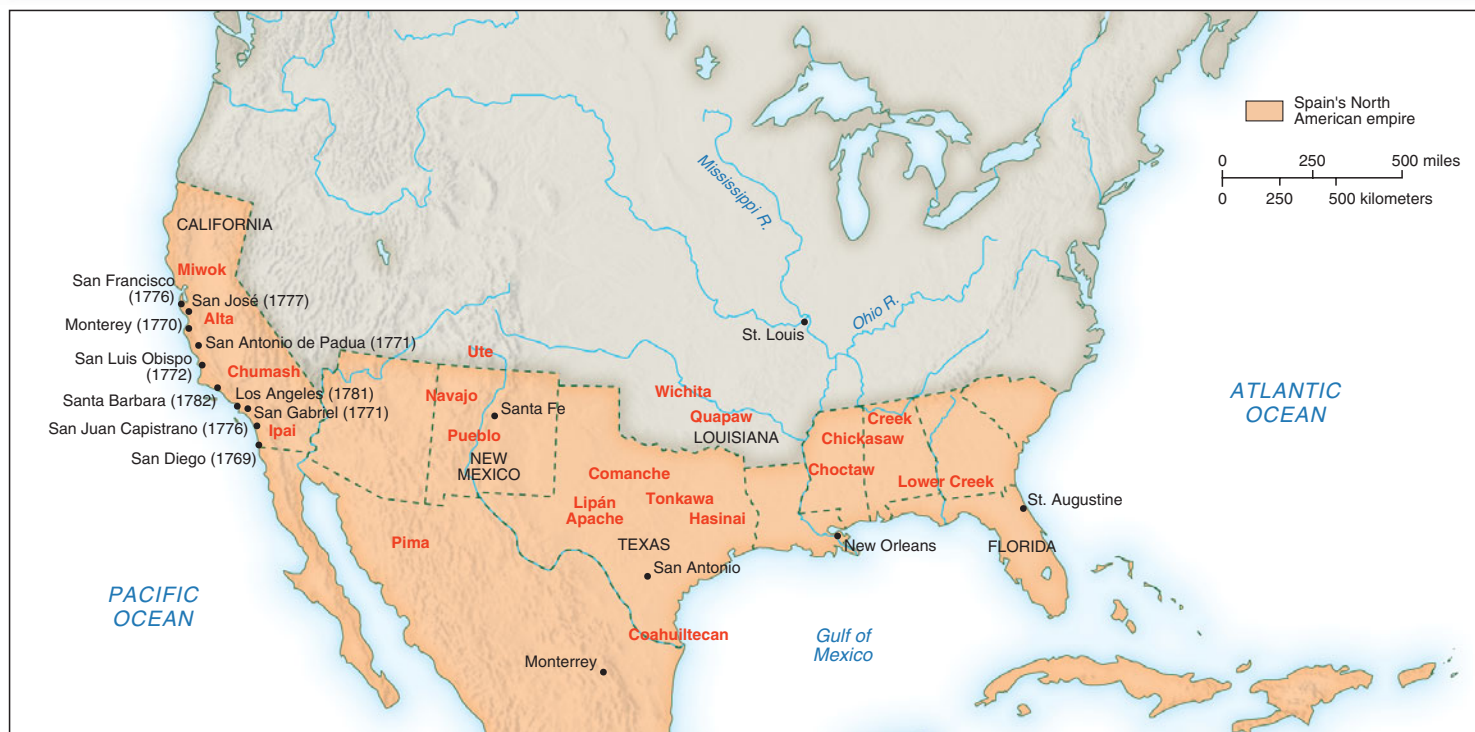 Spain's North
American empire
0 250 500 miles
0 250 500 kilometers
CALIFORNIA
Miwok
San Francisco
(1776)
San José (1777)
Alta
Monterey (1770)
San Antonio de Padua (1771)
San Luis Obispo
(1772)
Chumash
Los Angeles (1781)
Santa Barbara (1782)
San Gabriel (1771)
San Juan Capistrano (1776)
Ipai
San Diego (1769)
Mississippi R.
Ohio R.
St. Louis
Ute
Navajo
Santa Fe
Pueblo
NEW
MEXICO
Wichita
Quapaw
LOUISIANA
Creek
Chickasaw
Choctaw
Lower Creek
Comanche
Lipán
Apache
Tonkawa
Hasinai
Pima
TEXAS
San Antonio
New Orleans
St. Augustine
FLORIDA
Coahuiltecan
Monterrey
PACIFIC
OCEAN
Gulf of
Mexico
ATLANTIC
OCEAN